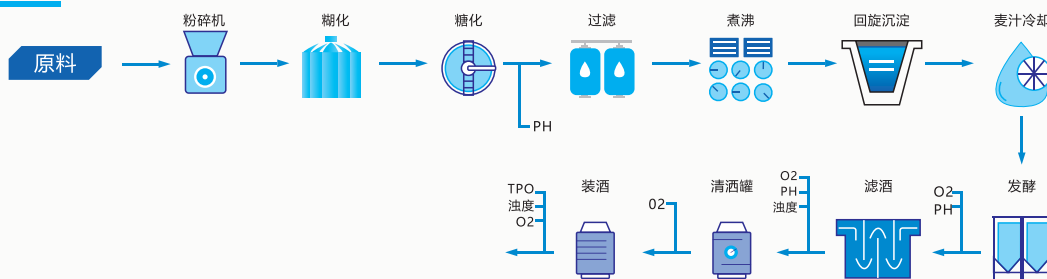 原料
粉碎机
糊化
糖化
PH
过滤
煮沸
回旋沉淀
麦汁冷却
发酵
O2
PH
滤酒
O2
PH
浊度
清洒罐
02
装酒
TPO
浊度
O2